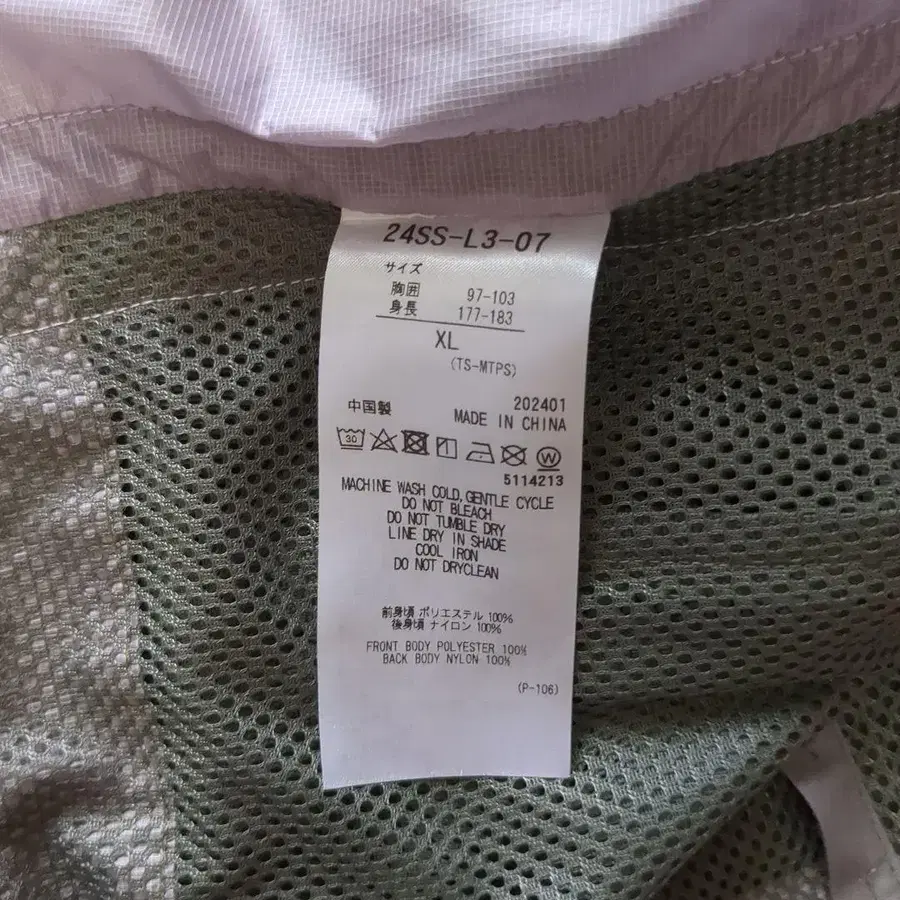 24SS-L3-07
サイズ
胸囲 97-103
身長 177-183
XL
(TS-MTPS)
中国製 202401
MADE IN CHINA
30 W
5114213
MACHINE WASH COLD, GENTLE CYCLE
DO NOT BLEACH
DO NOT TUMBLE DRY
LINE DRY IN SHADE
COOL IRON
DO NOT DRYCLEAN
前身頃 ポリエステル 100%
後身頃 ナイロン 100%
FRONT BODY POLYESTER 100%
BACK BODY NYLON 100%
(P-106)